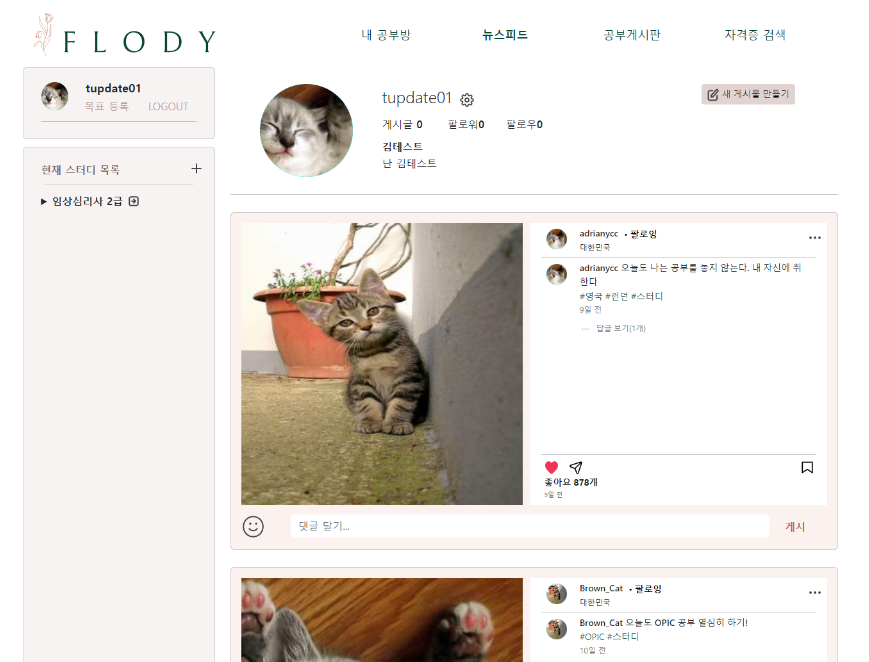 FLODY
내 공부방
뉴스피드
공부게시판
자격증 검색
tupdate01
목표 등록 LOGOUT
현재 스터디 목록
임상심리사 2급
tupdate01
새 게시물 만들기
게시글 0 팔로워0 팔로우0
김테스트
난 김테스트
adrianycc • 팔로잉
대한민국
adrianycc 오늘도 나는 공부를 놓지 않는다. 내 자신에 취
한다
#영국 #런던 #스터디
9일 전
답글 보기(1개)
좋아요 878개
9일 전
댓글 달기...
게시
Brown_Cat • 팔로잉
대한민국
Brown_Cat 오늘도 OPIC 공부 열심히 하기!
#OPIC #스터디
10일 전